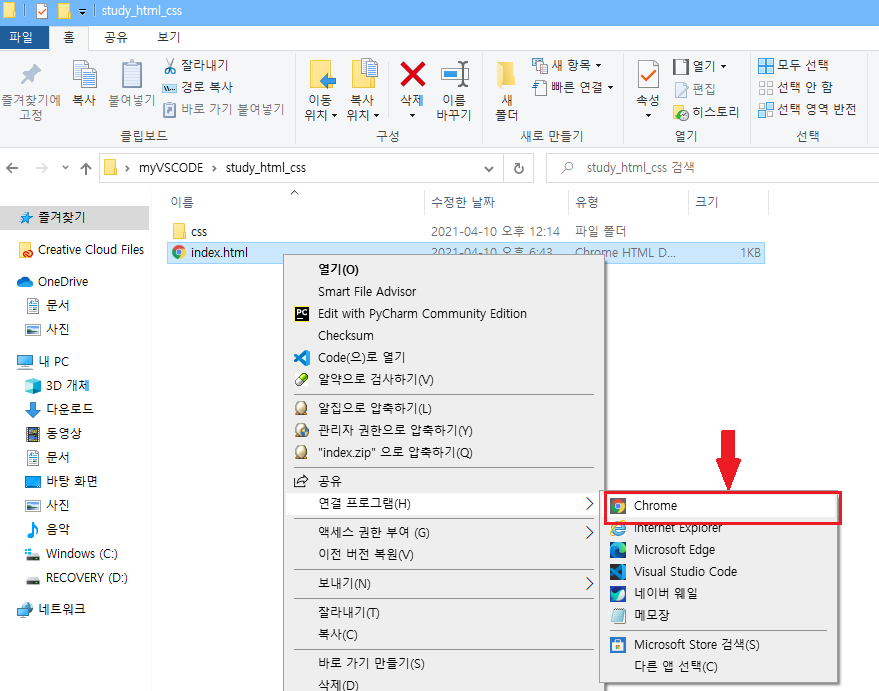 study_html_css
파일 홈 공유 보기
즐겨찾기에 고정
복사
붙여넣기
잘라내기
경로 복사
바로 가기 붙여넣기
클립보드
이동 위치
복사 위치
삭제
이름 바꾸기
구성
새 폴더
새 항목
빠른 연결
새로 만들기
속성
열기
편집
히스토리
열기
모두 선택
선택 안 함
선택 영역 반전
선택
myVSCODE study_html_css
study_html_css 검색
이름 수정한 날짜 유형 크기
css 2021-04-10 오후 12:14 파일 폴더
index.html 2021-04-10 오후 6:43 Chrome HTML D... 1KB
즐겨찾기
Creative Cloud Files
OneDrive
문서
사진
내 PC
3D 개체
다운로드
동영상
문서
바탕 화면
사진
음악
Windows (C:)
RECOVERY (D:)
네트워크
열기(O)
Smart File Advisor
PC Edit with PyCharm Community Edition
Checksum
Code(으)로 열기
알약으로 검사하기(V)
알집으로 압축하기(L)
관리자 권한으로 압축하기(Y)
"index.zip" 으로 압축하기(Q)
공유
연결 프로그램(H)
액세스 권한 부여 (G)
이전 버전 복원(V)
보내기(N)
잘라내기(T)
복사(C)
바로 가기 만들기(S)
삭제(D)
Chrome
Internet Explorer
Microsoft Edge
Visual Studio Code
네이버 웨일
메모장
Microsoft Store 검색(S)
다른 앱 선택(C)